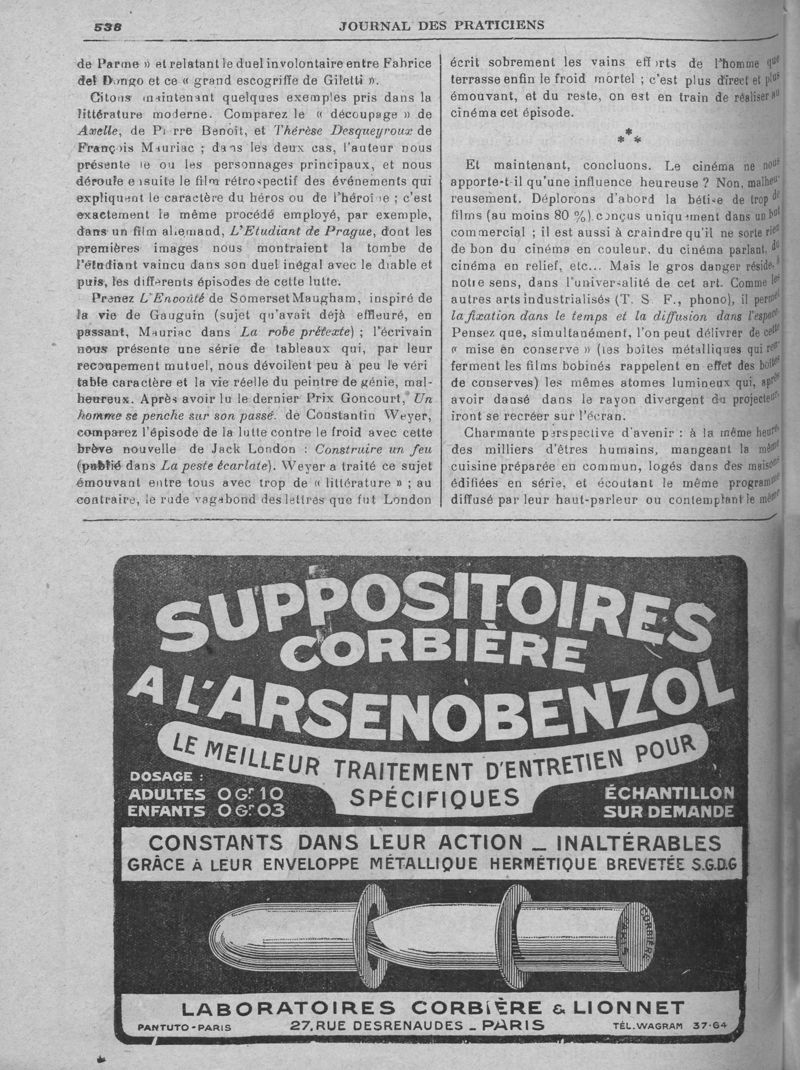 538
JOURNAL DES PRATICIENS
de Parme » et relatant le duel involontaire entre Fabrice
del Dongo et ce « grand escogriffe de Giletti ».
Citons maintenant quelques exemples pris dans la
littérature moderne. Comparez le « découpage » de
Axelle, de Pi rre Benoît, et Thérèse Desqueyroux de
François Mauriac ; dans les deux cas, l'auteur nous
présente le ou les personnages principaux, et nous
déroule ensuite le film rétrospectif des événements qui
expliquent le caractère du héros ou de l'héroïne ; c'est
exactement le même procédé employé, par exemple,
dans un film allemand, L'Etudiant de Prague, dont les
premières images nous montraient la tombe de
l'étudiant vaincu dans son duel inégal avec le diable et
puis, les différents épisodes de cette lutte.
Prenez L'Envoûté de Somerset Maugham, inspiré de
la vie de Gauguin (sujet qu'avait déjà effleuré, en
passant, Mauriac dans La robe prétexte) ; l'écrivain
nous présente une série de tableaux qui, par leur
recoupement mutuel, nous dévoilent peu à peu le véri
table caractère et la vie réelle du peintre de génie, mal-
heureux. Après avoir lu le dernier Prix Goncourt, Un
homme se penche sur son passé. de Constantin Weyer,
comparez l'épisode de la lutte contre le froid avec cette
brève nouvelle de Jack London : Construire un feu
(publié dans La peste écarlate). Weyer a traité ce sujet
émouvant entre tous avec trop de « littérature » ; au
contraire, le rude vagabond des lettres que fut London
écrit sobrement les vains efforts de l'homme que
terrasse enfin le froid mortel ; c'est plus direct et plus
émouvant, et du reste, on est en train de réaliser au
cinéma cet épisode.
* * *
Et maintenant, concluons. Le cinéma ne nous
apporte-t-il qu'une influence heureuse ? Non, malheu-
reusement. Déplorons d'abord la bêtise de trop de
films (au moins 80 %) conçus uniquement dans un but
commercial ; il est aussi à craindre qu'il ne sorte rien
de bon du cinéma en couleur, du cinéma parlant, du
cinéma en relief, etc... Mais le gros danger réside, à
notre sens, dans l'universalité de cet art. Comme les
autres arts industrialisés (T. S. F., phono), il permet
la fixation dans le temps et la diffusion dans l'espace.
Pensez que, simultanément, l'on peut délivrer de cette
« mise en conserve » (les boîtes métalliques qui ren-
ferment les films bobinés rappelent en effet des boîtes
de conserves) les mêmes atomes lumineux qui, après
avoir dansé dans le rayon divergent du projecteur,
iront se recréer sur l'écran.
Charmante perspective d'avenir : à la même heure,
des milliers d'êtres humains, mangeant la même
cuisine préparée en commun, logés dans des maisons
édifiées en série, et écoutant le même programme
diffusé par leur haut-parleur ou contemplant le même
SUPPOSITOIRES
CORBIÈRE
A L'ARSENOBENZOL
LE MEILLEUR TRAITEMENT D'ENTRETIEN POUR
SPÉCIFIQUES
DOSAGE :
ADULTES 0Gr10
ENFANTS 0Gr03
ÉCHANTILLON
SUR DEMANDE
CONSTANTS DANS LEUR ACTION _ INALTÉRABLES
GRÂCE À LEUR ENVELOPPE MÉTALLIQUE HERMÉTIQUE BREVETÉE S.G.D.G
CORBIÈRE
PARIS
LABORATOIRES CORBIÈRE & LIONNET
PANTUTO - PARIS
27, RUE DESRENAUDES _ PARIS
TÉL. WAGRAM 37-64